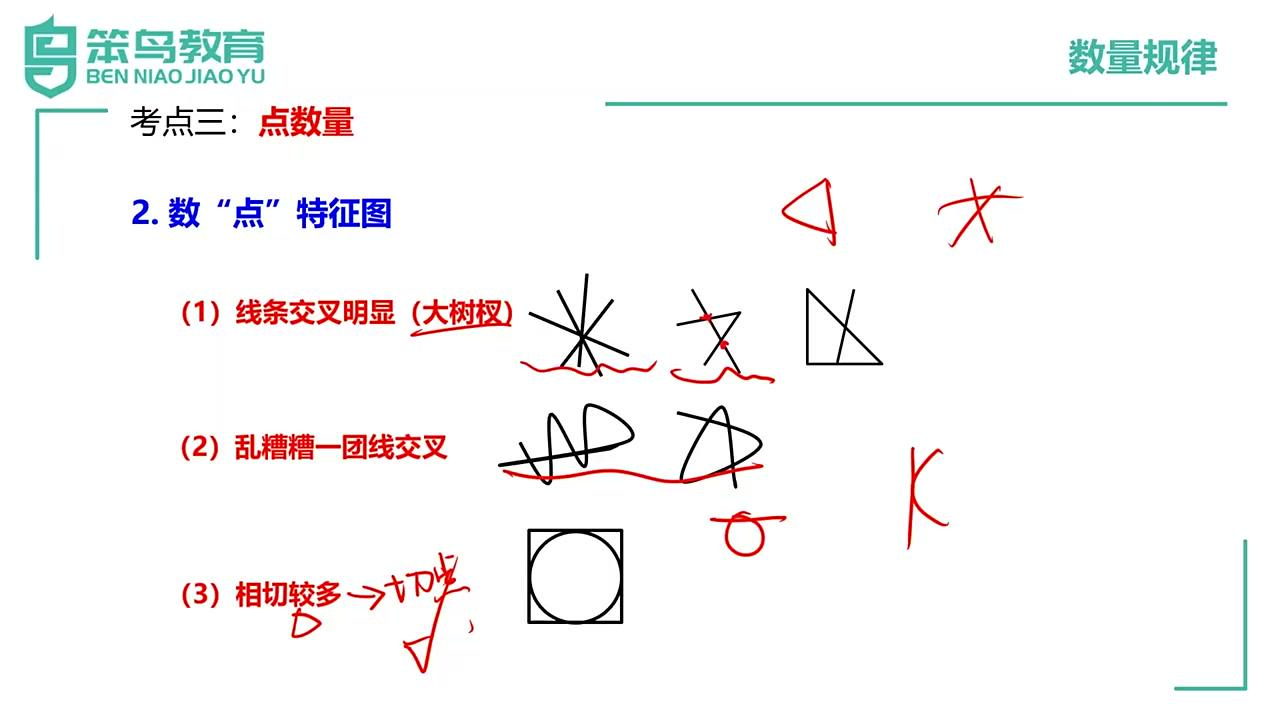 笨鸟教育
BEN NIAO JIAO YU
数量规律
考点三：点数量
2. 数“点”特征图
（1）线条交叉明显（大树杈）
（2）乱糟糟一团线交叉
（3）相切较多→切点